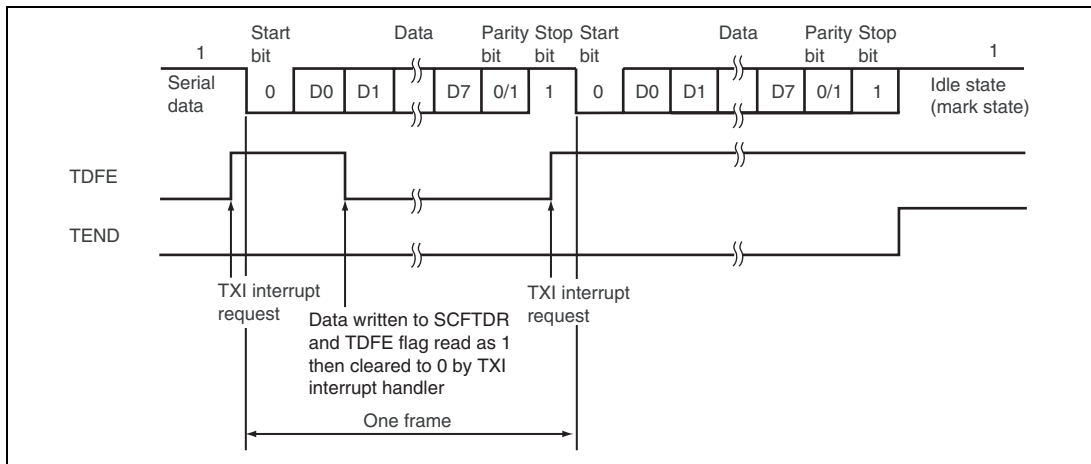 Start bit
Data
Parity bit
Stop bit
Start bit
Data
Parity bit
Stop bit
1
1
Serial data
0
D0
D1
D7
0/1
1
0
D0
D1
D7
0/1
1
Idle state
(mark state)
TDFE
TEND
TXI interrupt
request
Data written to SCFTDR
and TDFE flag read as 1
then cleared to 0 by TXI
interrupt handler
TXI interrupt
request
One frame